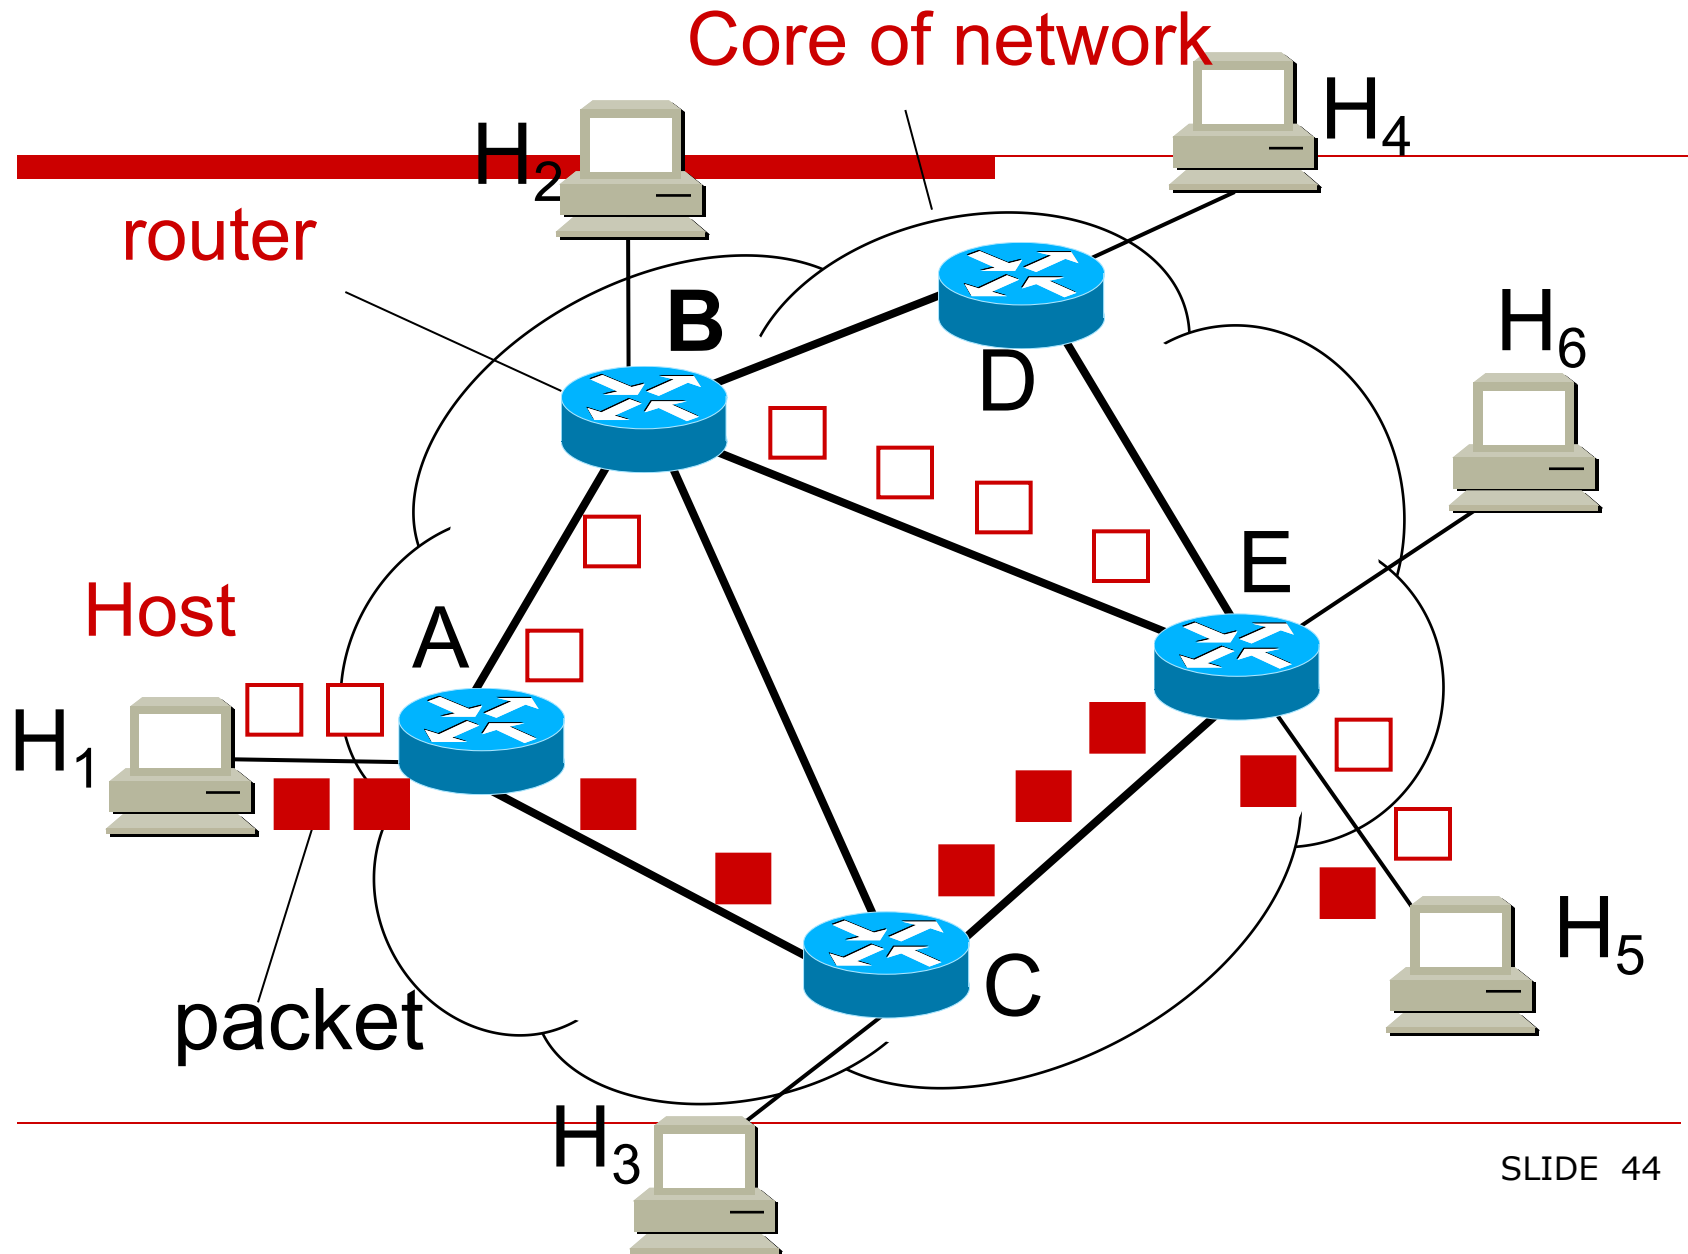 Core of network
H4
H2
router
B
H6
D
E
Host
A
H1
H5
C
packet
H3
SLIDE 44